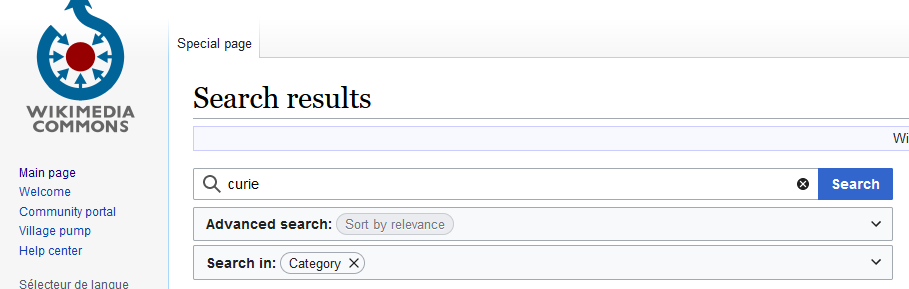 WIKIMEDIA
COMMONS
Main page
Welcome
Community portal
Village pump
Help center
Sélecteur de langue
Special page
Search results
Wi
curie
Search
Advanced search: Sort by relevance
Search in: Category